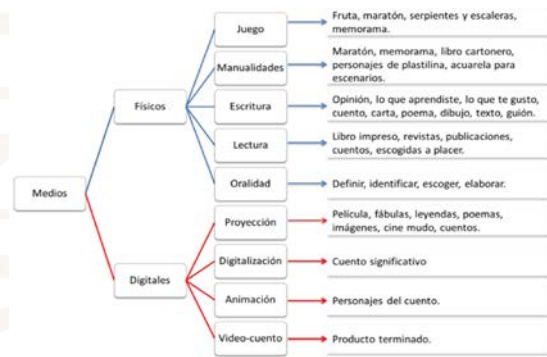 Medios
Físicos
Juego
Fruta, maratón, serpientes y escaleras,
memorama.
Manualidades
Maratón, memorama, libro cartonero,
personajes de plastilina, acuarela para
escenarios.
Escritura
Opinión, lo que aprendiste, lo que te gusto,
cuento, carta, poema, dibujo, texto, guión.
Lectura
Libro impreso, revistas, publicaciones,
cuentos, escogidas a placer.
Oralidad
Definir, identificar, escoger, elaborar.
Digitales
Proyección
Película, fábulas, leyendas, poemas,
imágenes, cine mudo, cuentos.
Digitalización
Cuento significativo
Animación
Personajes del cuento.
Video-cuento
Producto terminado.